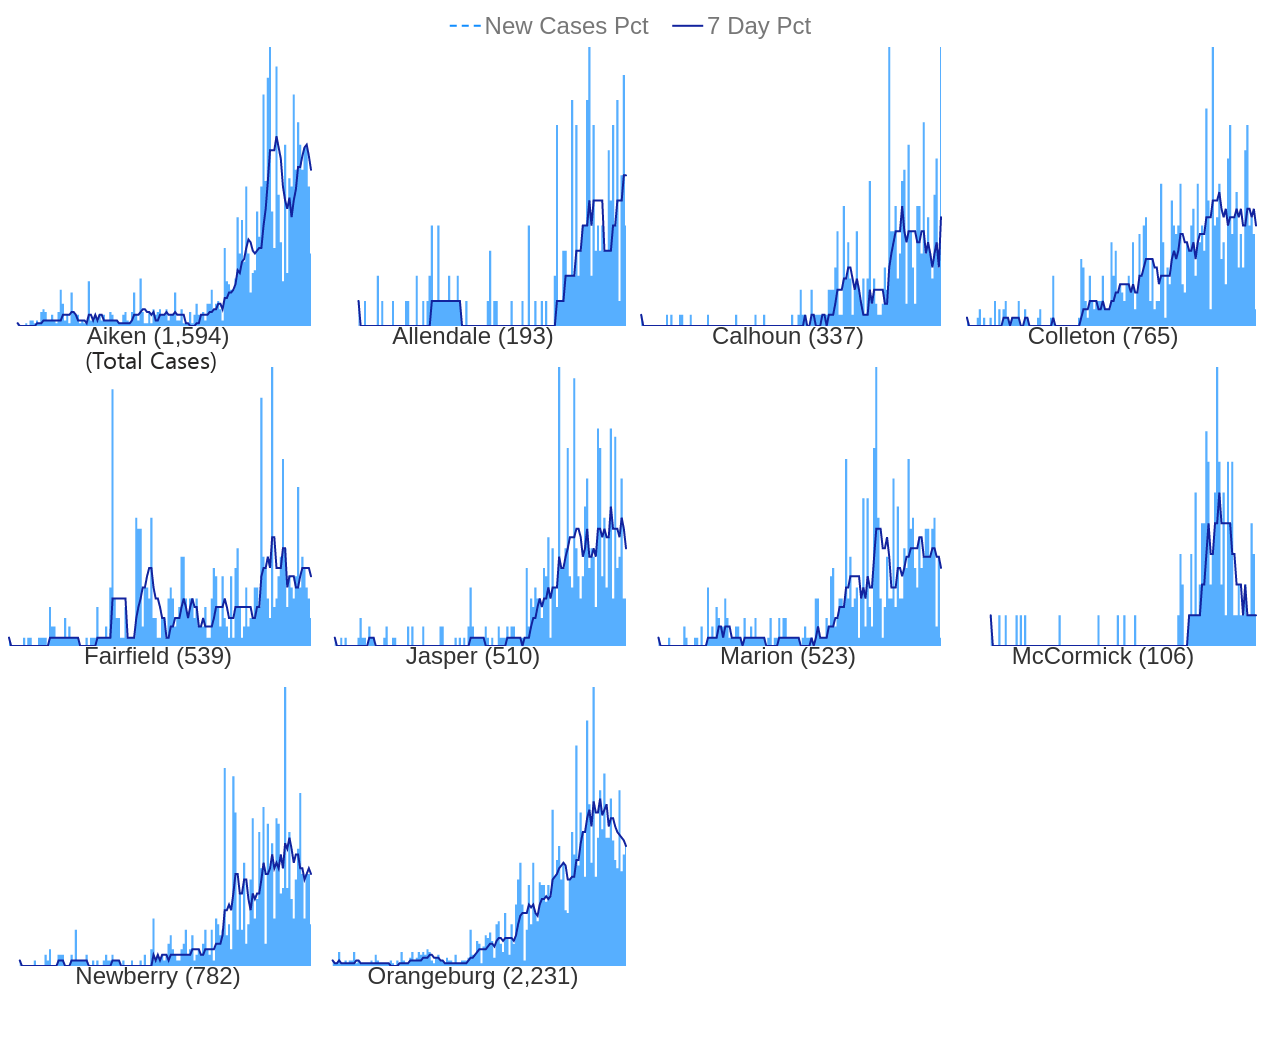 New Cases Pct 7 Day Pct
Aiken (1,594) Allendale (193) Calhoun (337) Colleton (765)
(Total Cases)
Fairfield (539) Jasper (510) Marion (523) McCormick (106)
Newberry (782) Orangeburg (2,231)